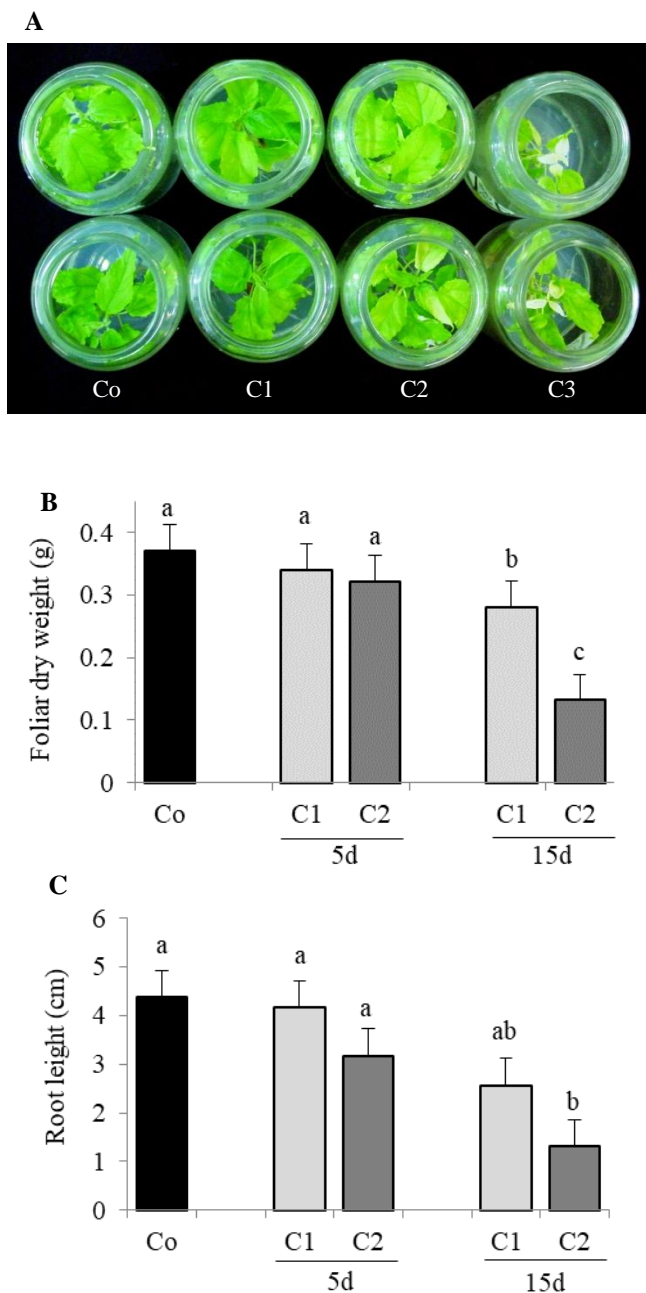 A
Co C1 C2 C3
B
Foliar dry weight (g)
0.4
0.3
0.2
0.1
0
a a a b c
Co C1 C2 C1 C2
5d 15d
C
Root leight (cm)
6
5
4
3
2
1
0
a a a ab b
Co C1 C2 C1 C2
5d 15d